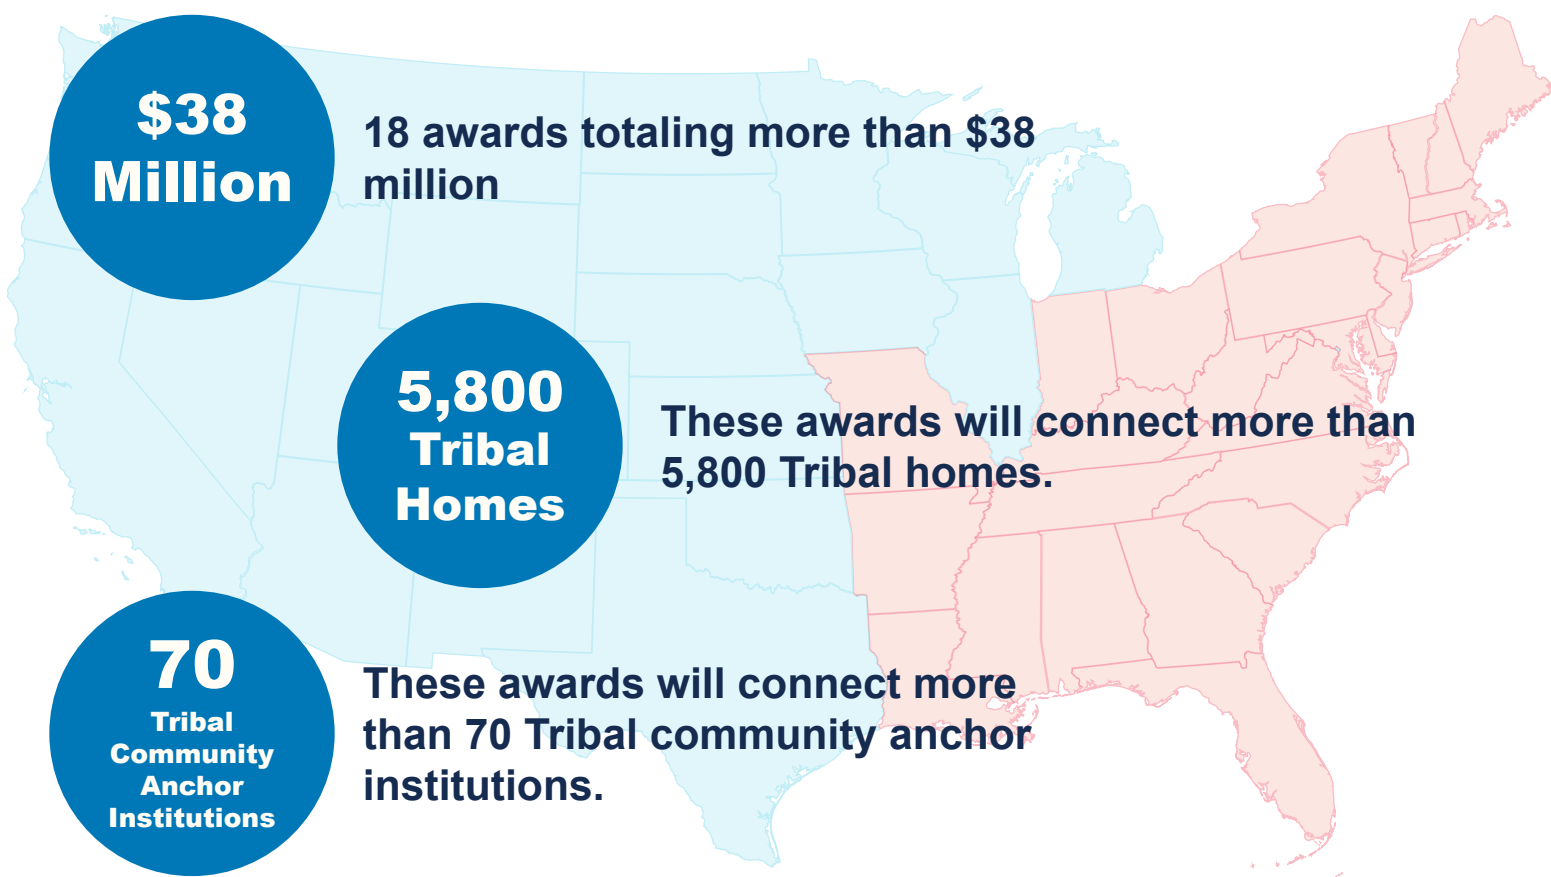 $38
Million
18 awards totaling more than $38
million
5,800
Tribal
Homes
These awards will connect more than
5,800 Tribal homes.
70
Tribal
Community
Anchor
Institutions
These awards will connect more
than 70 Tribal community anchor
institutions.